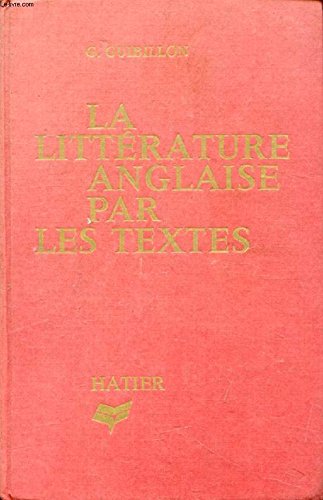 G. GUIBILLON
LA
LITTÉRATURE
ANGLAISE
PAR
LES TEXTES
HATIER